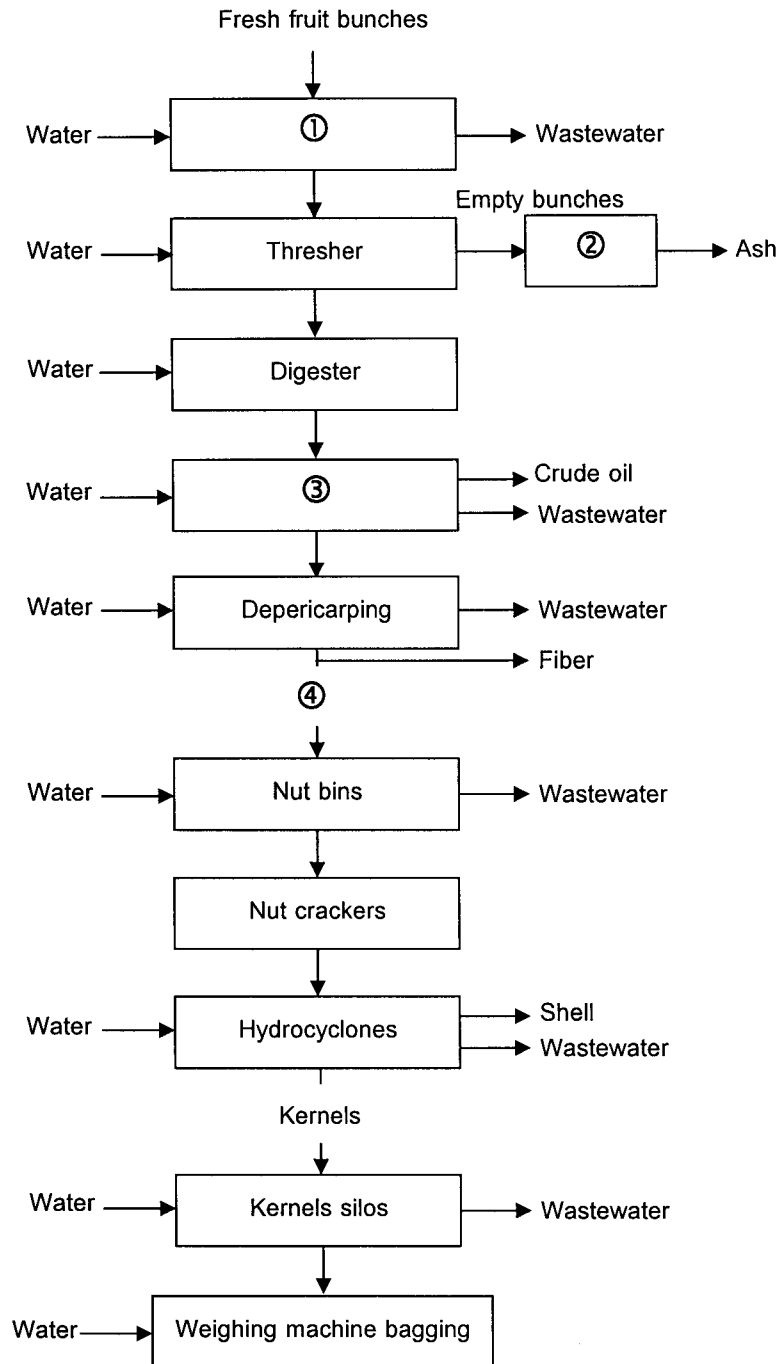 Fresh fruit bunches
Water
①
Wastewater
Empty bunches
Water
Thresher
②
Ash
Water
Digester
Water
③
Crude oil
Wastewater
Water
Depericarping
Wastewater
Fiber
④
Water
Nut bins
Wastewater
Nut crackers
Water
Hydrocyclones
Shell
Wastewater
Kernels
Water
Kernels silos
Wastewater
Water
Weighing machine bagging